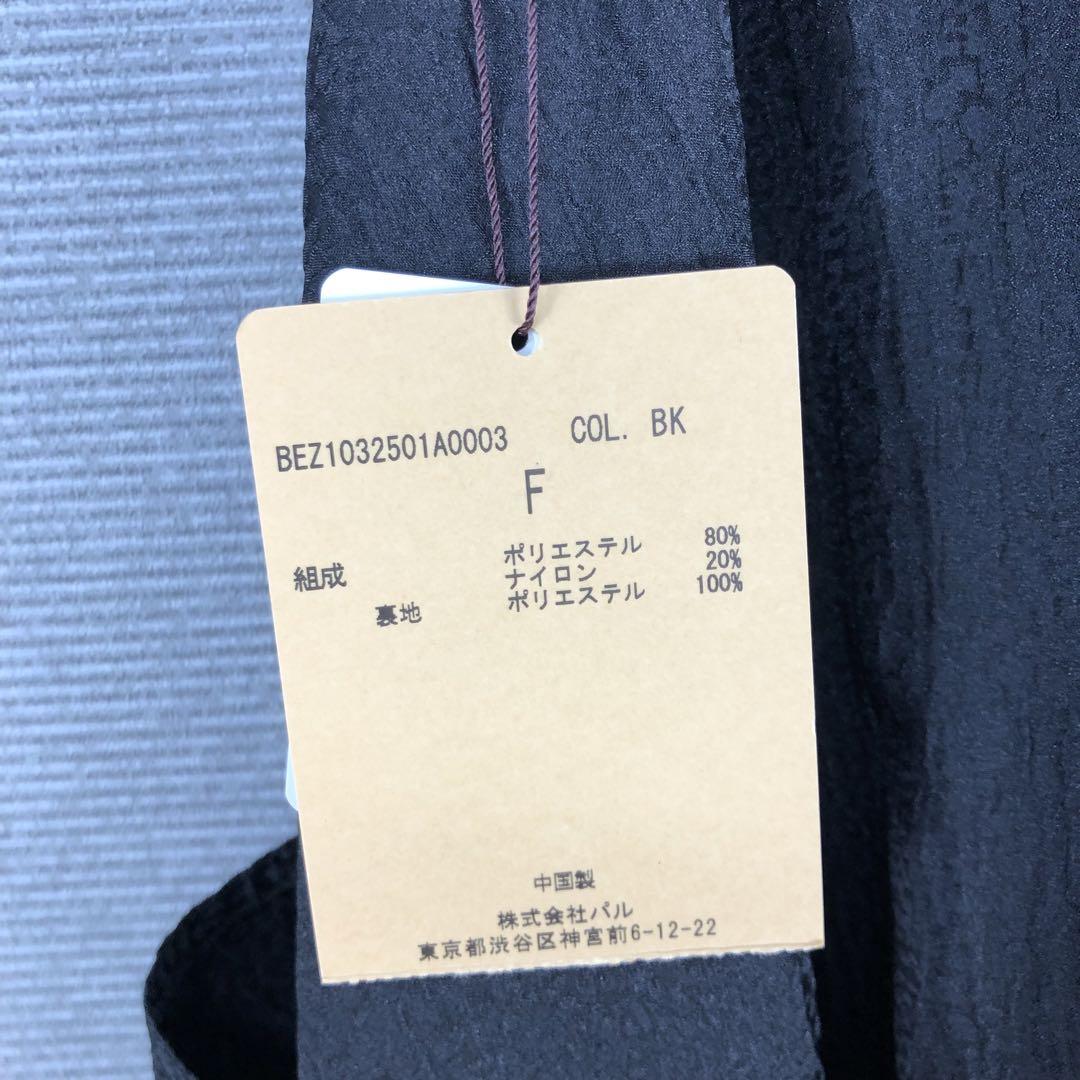 BEZ1032501A0003 COL. BK
F
組成 ポリエステル 80%
ナイロン 20%
裏地 ポリエステル 100%
中国製
株式会社パル
東京都渋谷区神宮前6-12-22